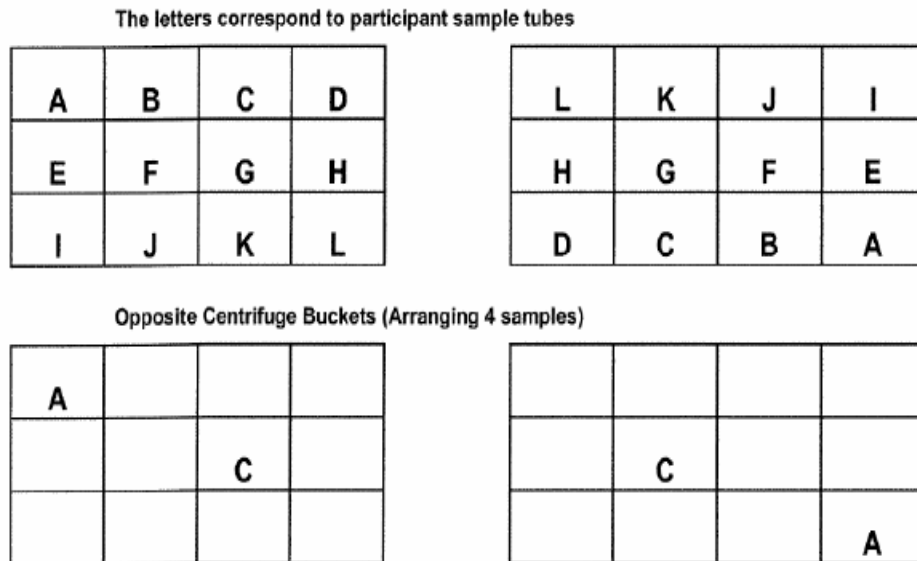 The letters correspond to participant sample tubes
A B C D L K J I
E F G H H G F E
I J K L D C B A
Opposite Centrifuge Buckets (Arranging 4 samples)
A
C C
A